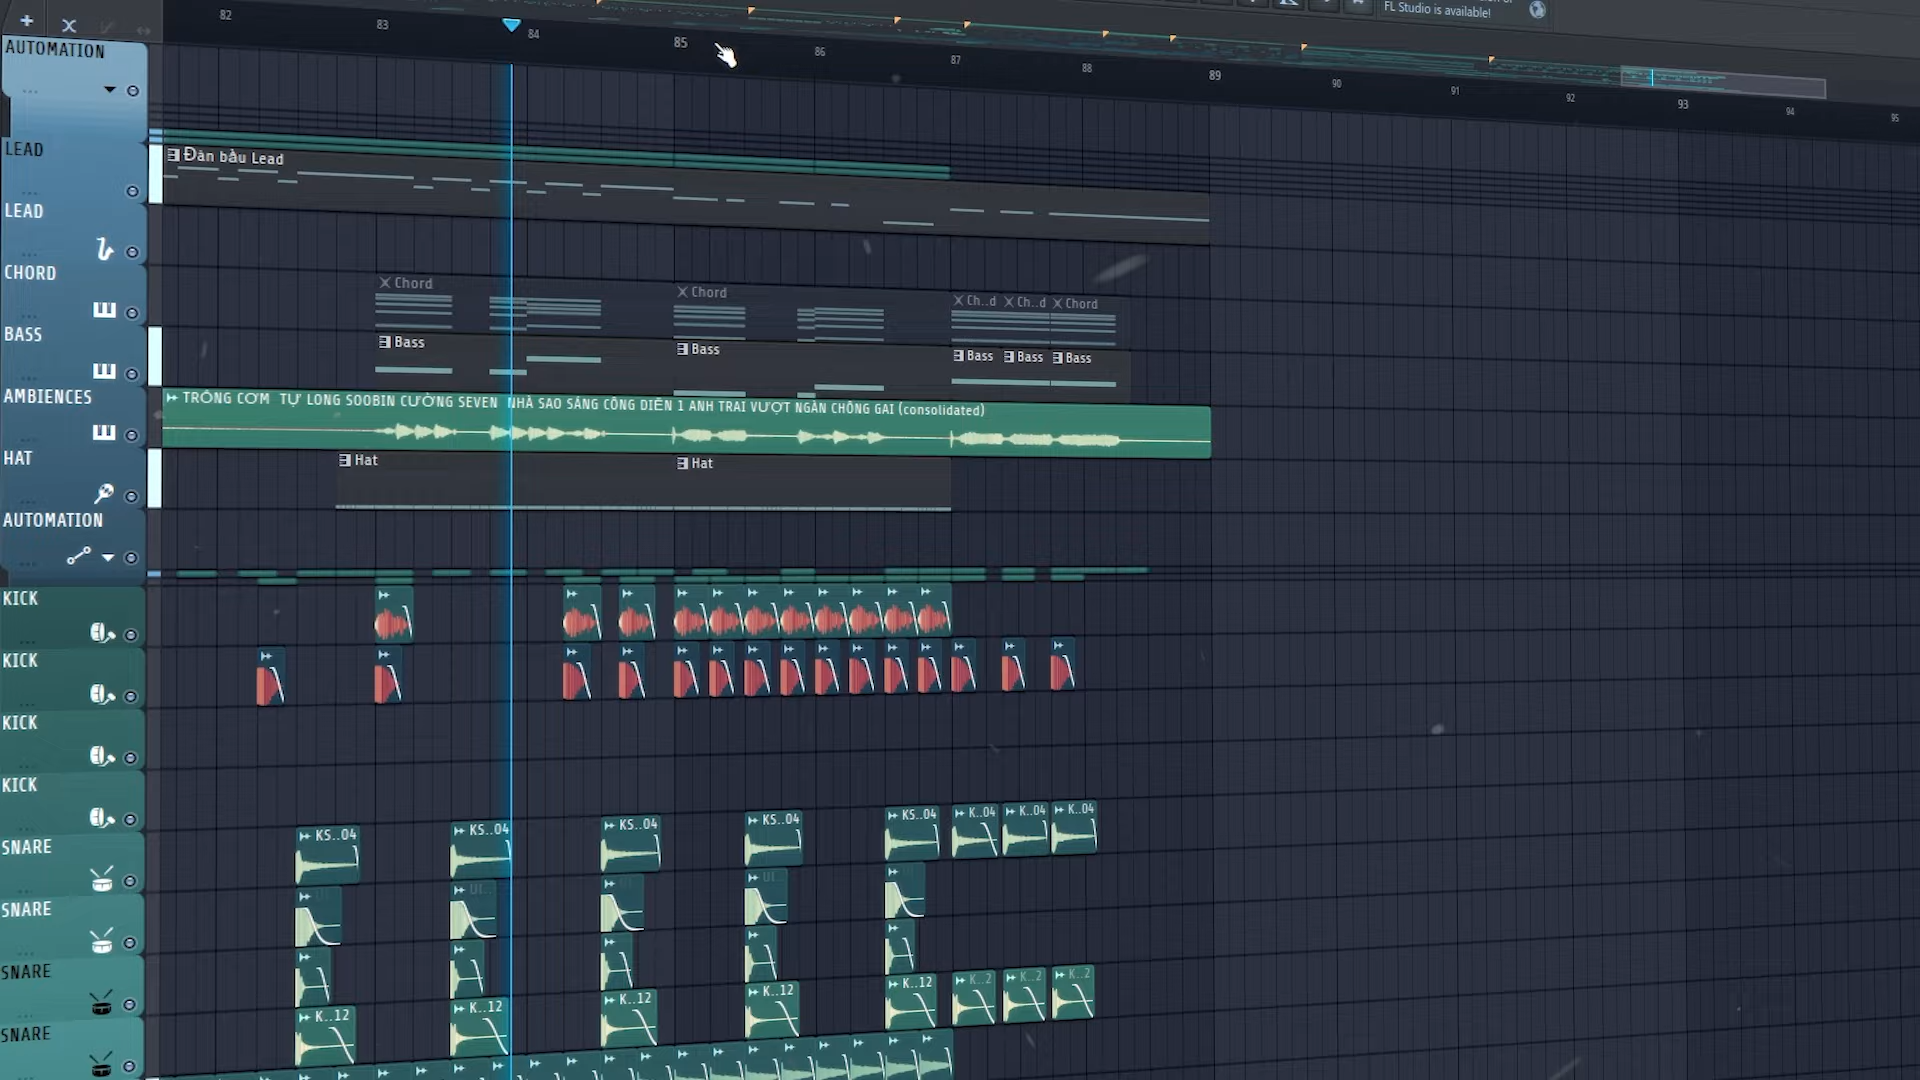 FL Studio is available!
82
83
84
85
86
87
88
89
90
91
92
93
94
95
AUTOMATION
LEAD
Đàn bầu Lead
LEAD
CHORD
Chord
Chord
Ch..d
Ch..d
Chord
BASS
Bass
Bass
Bass
Bass
Bass
AMBIENCES
TRỐNG CƠM TỰ LONG SOOBIN CƯỜNG SEVEN NHÀ SAO SÁNG CÔNG DIỄN 1 ANH TRAI VƯỢT NGÀN CHÔNG GAI (consolidated)
HAT
Hat
Hat
AUTOMATION
KICK
KICK
KICK
KICK
SNARE
KS..04
KS..04
KS..04
KS..04
KS..04
K..04
K..04
K..04
SNARE
SNARE
SNARE
K..12
K..12
K..12
K..12
K..12
K..2
K..2
K..2